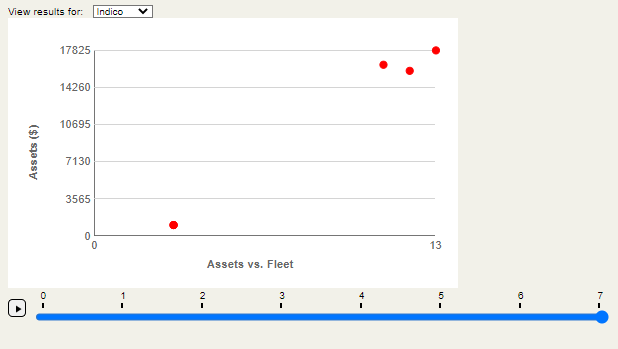 View results for: Indico
17825
14260
10695
7130
3565
0
Assets ($)
0 13
Assets vs. Fleet
0 1 2 3 4 5 6 7